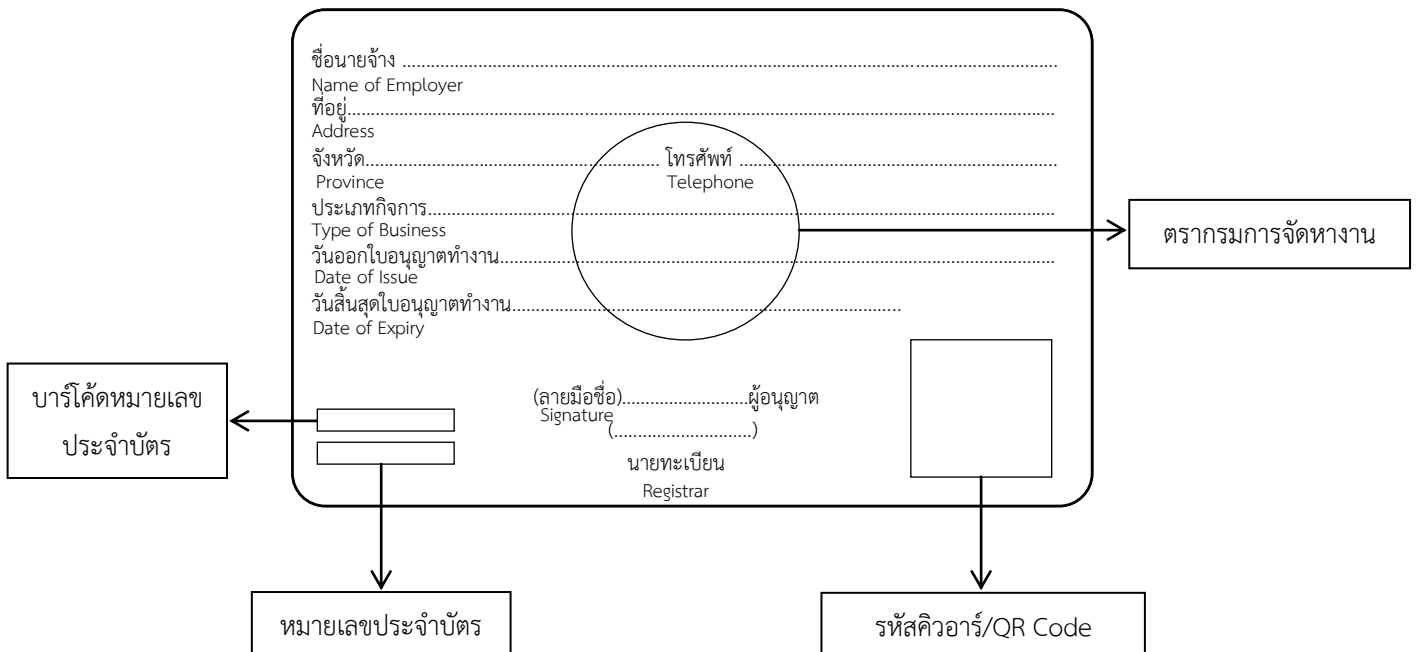 ชื่อนายจ้าง ............................................................
Name of Employer
ที่อยู่............................................................
Address
จังหวัด.............................. โทรศัพท์ ..............................
Province Telephone
ประเภทกิจการ............................................................
Type of Business
ตรากรมการจัดหางาน
วันออกใบอนุญาตทำงาน............................................................
Date of Issue
วันสิ้นสุดใบอนุญาตทำงาน............................................................
Date of Expiry
บาร์โค้ดหมายเลข
ประจำบัตร
(ลายมือชื่อ).........................ผู้อนุญาต
Signature
(...........................)
นายทะเบียน
Registrar
หมายเลขประจำบัตร
รหัสคิวอาร์/QR Code